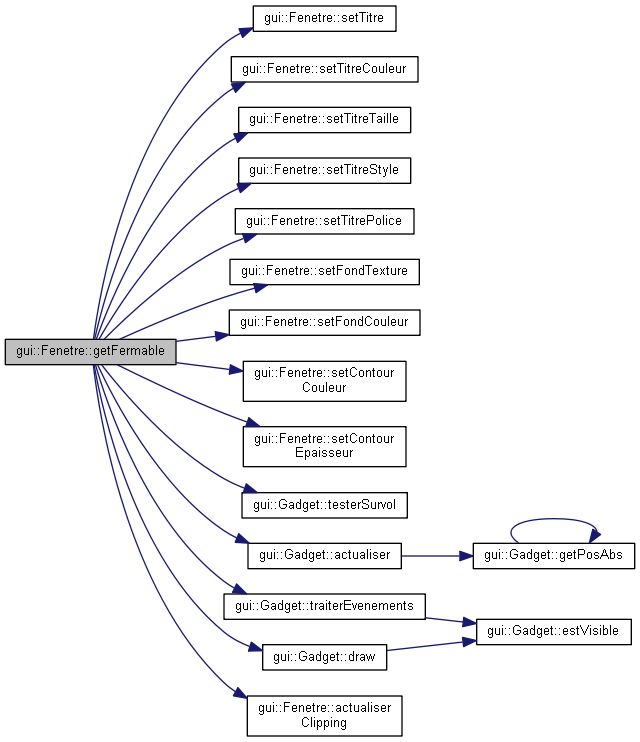 gui::Fenetre::setTitre
gui::Fenetre::setTitreCouleur
gui::Fenetre::setTitreTaille
gui::Fenetre::setTitreStyle
gui::Fenetre::setTitrePolice
gui::Fenetre::setFondTexture
gui::Fenetre::setFondCouleur
gui::Fenetre::getFermable
gui::Fenetre::setContour
Couleur
gui::Fenetre::setContour
Epaisseur
gui::Gadget::testerSurvol
gui::Gadget::actualiser
gui::Gadget::getPosAbs
gui::Gadget::traiterEvenements
gui::Gadget::estVisible
gui::Gadget::draw
gui::Fenetre::actualiser
Clipping